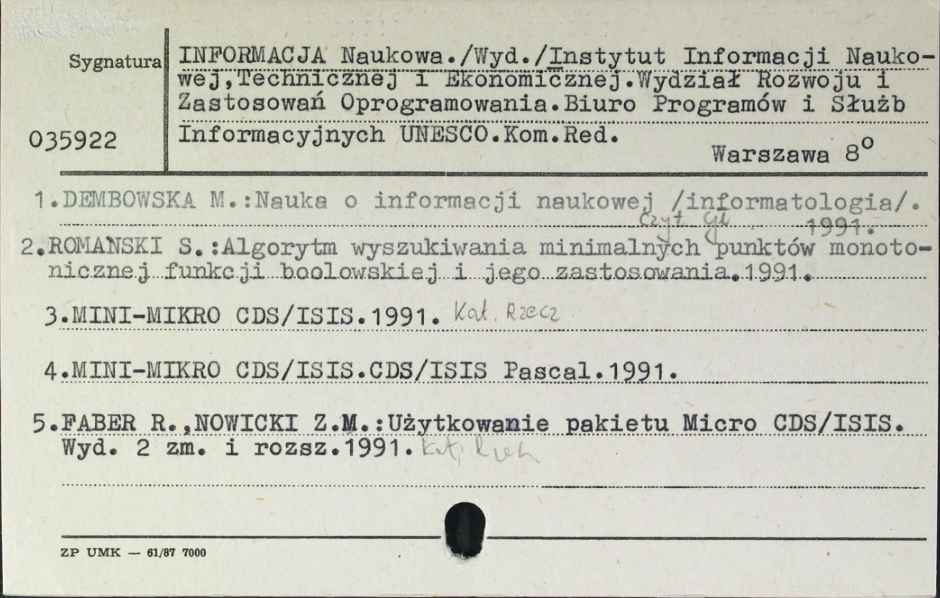 Sygnatura
035922
INFORMACJA Naukowa./Wyd./Instytut Informacji Nauko-
wej,Technicznej i Ekonomicznej.Wydział Rozwoju i
Zastosowań Oprogramowania.Biuro Programów i Służb
Informacyjnych UNESCO.Kom.Red.
Warszawa 8°
1.DEMBOWSKA M.:Nauka o informacji naukowej /informatologia/.
Czyt. Gł 1991.
2.ROMAŃSKI S.:Algorytm wyszukiwania minimalnych punktów monoto-
nicznej funkcji boolowskiej i jego zastosowania.1991.
3.MINI-MIKRO CDS/ISIS.1991. Kat. Rzecz
4.MINI-MIKRO CDS/ISIS.CDS/ISIS Pascal.1991.
5.FABER R.,NOWICKI Z.M.:Użytkowanie pakietu Micro CDS/ISIS.
Wyd. 2 zm. i rozsz.1991. Kat.
ZP UMK — 61/87 7000